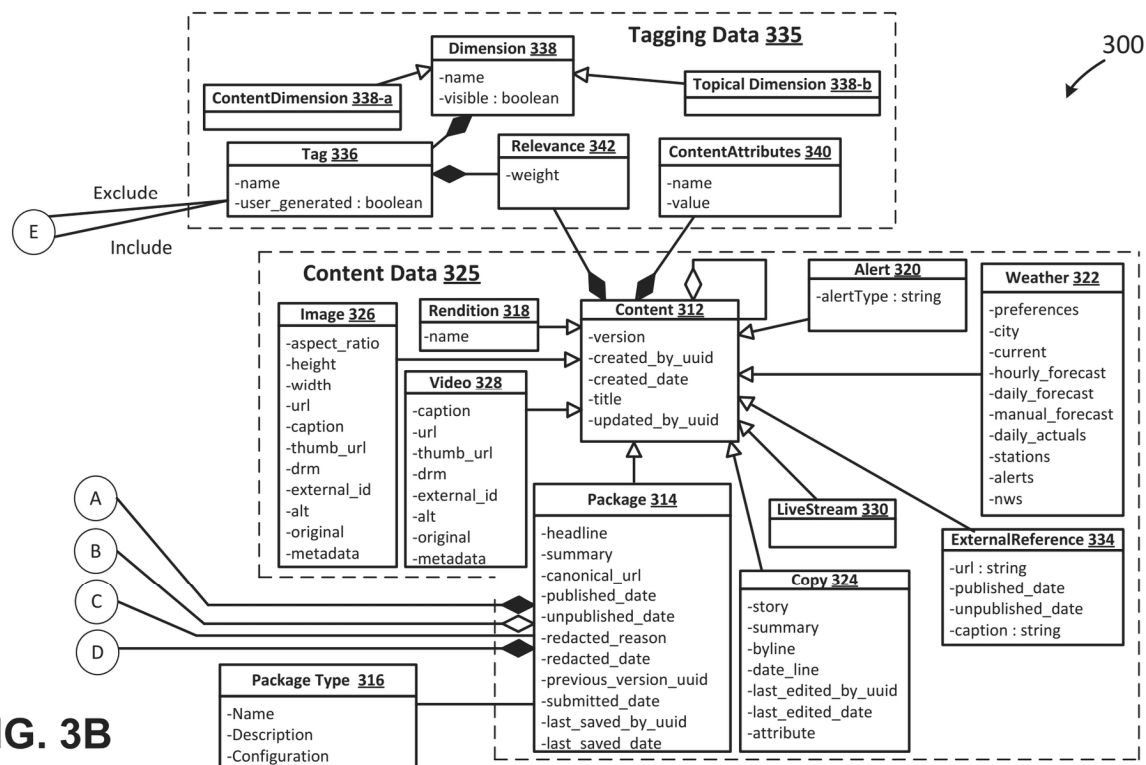 Tagging Data 335
300
Dimension 338
-name
-visible : boolean
ContentDimension 338-a
Topical Dimension 338-b
Tag 336
-name
-user_generated : boolean
Relevance 342
-weight
ContentAttributes 340
-name
-value
Exclude
E
Include
Content Data 325
Image 326
-aspect_ratio
-height
-width
-url
-caption
-thumb_url
-drm
-external_id
-alt
-original
-metadata
Rendition 318
-name
Video 328
-caption
-url
-thumb_url
-drm
-external_id
-alt
-original
-metadata
Content 312
-version
-created_by_uuid
-created_date
-title
-updated_by_uuid
Alert 320
-alertType : string
Weather 322
-preferences
-city
-current
-hourly_forecast
-daily_forecast
-manual_forecast
-daily_actuals
-stations
-alerts
-nws
A
B
C
D
Package 314
-headline
-summary
-canonical_url
-published_date
-unpublished_date
-redacted_reason
-redacted_date
-previous_version_uuid
-submitted_date
-last_saved_by_uuid
-last_saved_date
LiveStream 330
ExternalReference 334
-url : string
-published_date
-unpublished_date
-caption : string
Copy 324
-story
-summary
-byline
-date_line
-last_edited_by_uuid
-last_edited_date
-attribute
Package Type 316
-Name
-Description
-Configuration
IG. 3B